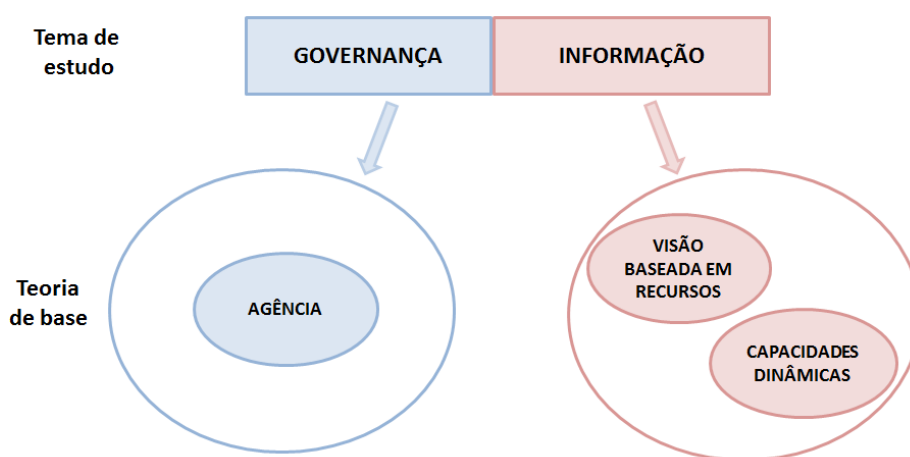 Tema de
estudo
GOVERNANÇA
INFORMAÇÃO
Teoria
de base
AGÊNCIA
VISÃO
BASEADA EM
RECURSOS
CAPACIDADES
DINÂMICAS